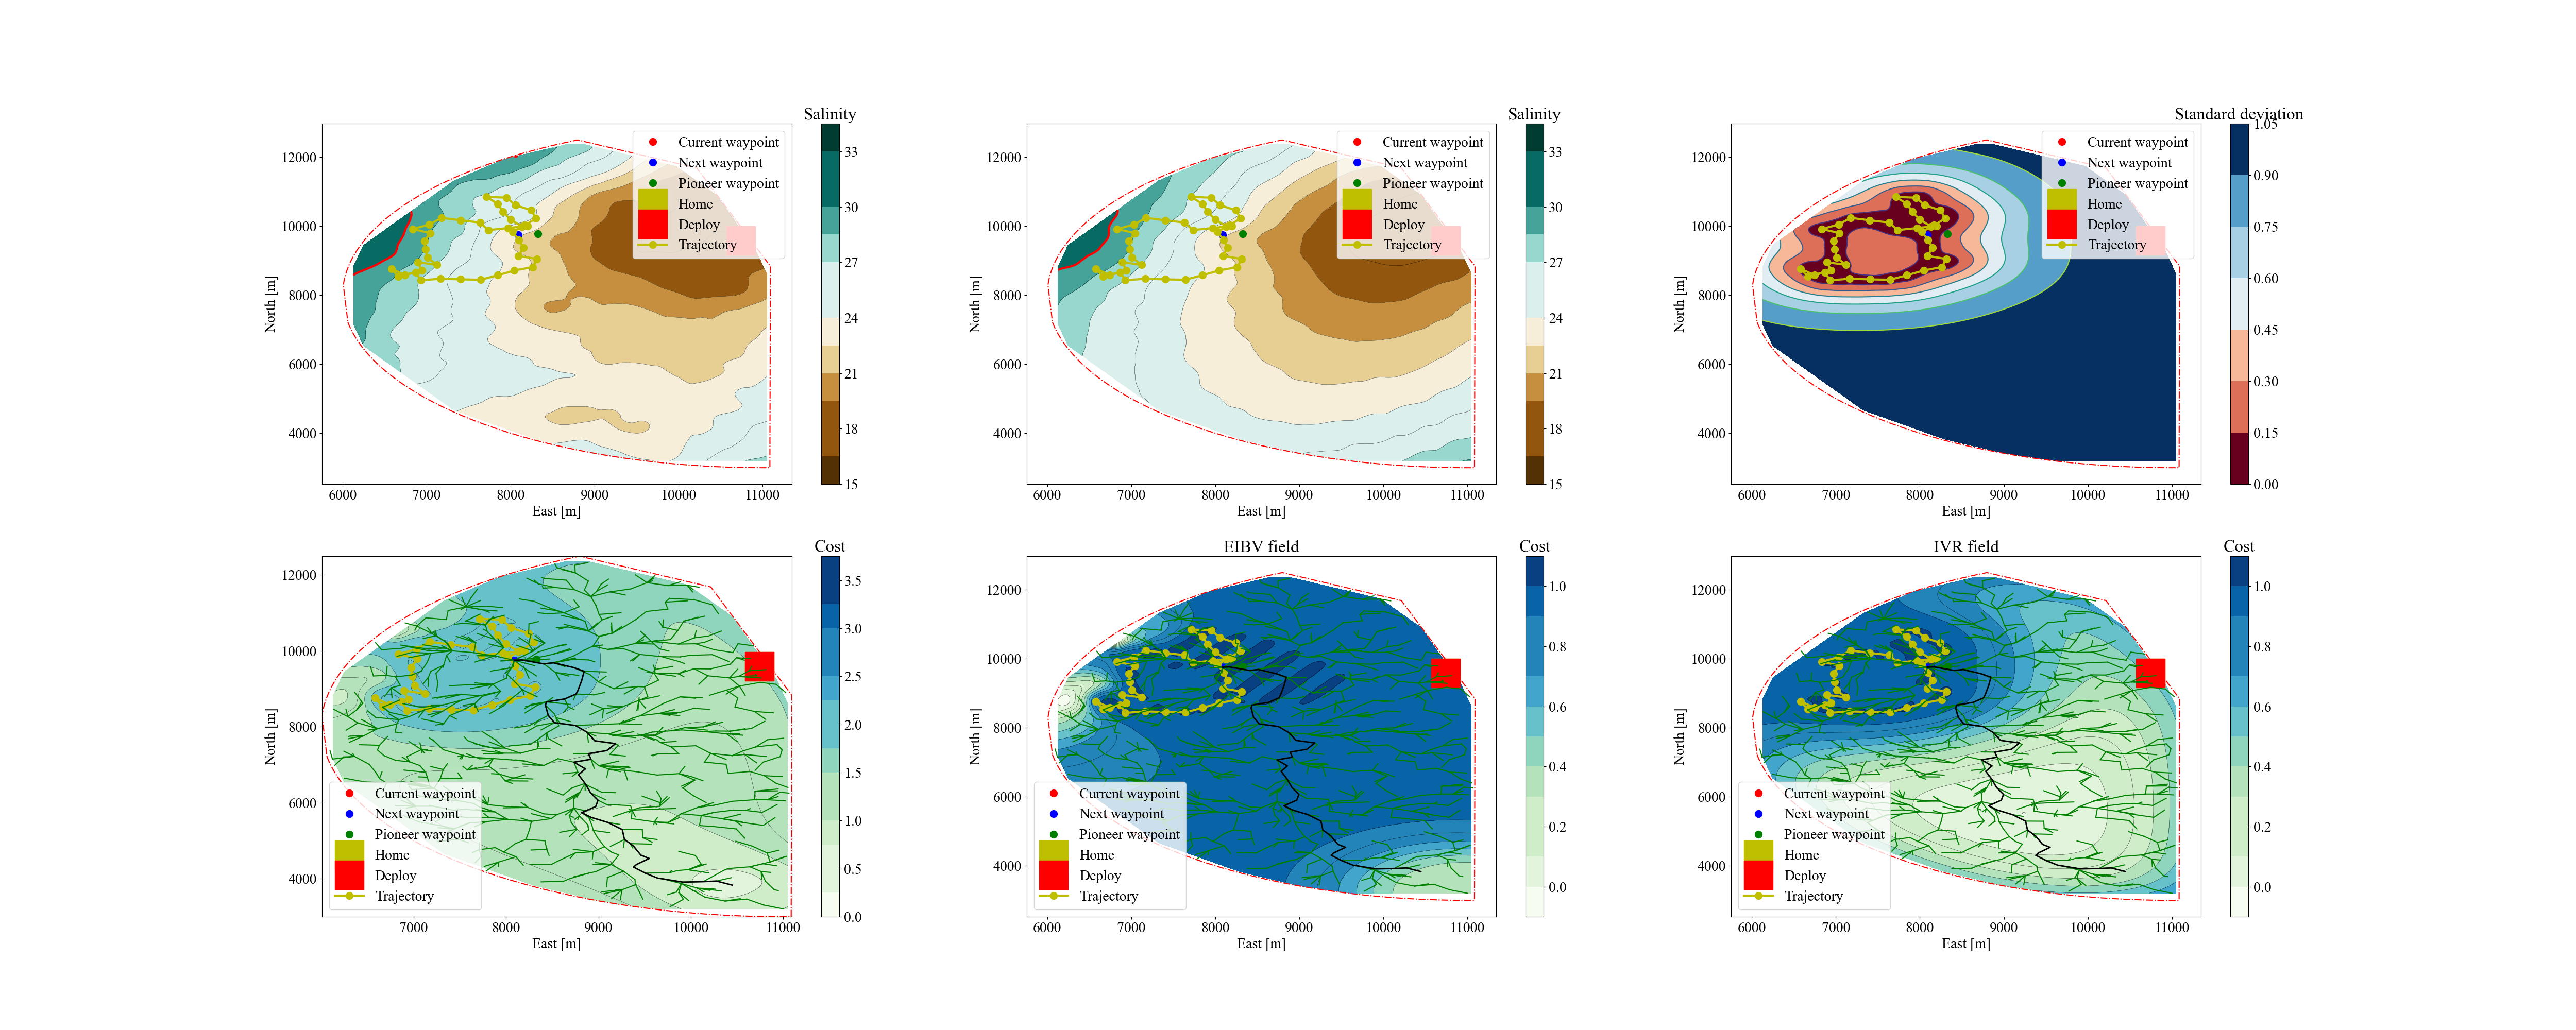 Salinity
Current waypoint
Next waypoint
Pioneer waypoint
Home
Deploy
Trajectory
12000
10000
8000
6000
4000
North [m]
6000 7000 8000 9000 10000 11000
East [m]
33
30
27
24
21
18
15
Salinity
Current waypoint
Next waypoint
Pioneer waypoint
Home
Deploy
Trajectory
12000
10000
8000
6000
4000
North [m]
6000 7000 8000 9000 10000 11000
East [m]
33
30
27
24
21
18
15
Standard deviation
Current waypoint
Next waypoint
Pioneer waypoint
Home
Deploy
Trajectory
12000
10000
8000
6000
4000
North [m]
6000 7000 8000 9000 10000 11000
East [m]
1.05
0.90
0.75
0.60
0.45
0.30
0.15
0.00
Cost
12000
10000
8000
6000
4000
North [m]
Current waypoint
Next waypoint
Pioneer waypoint
Home
Deploy
Trajectory
7000 8000 9000 10000 11000
East [m]
3.5
3.0
2.5
2.0
1.5
1.0
0.5
0.0
EIBV field
Cost
12000
10000
8000
6000
4000
North [m]
Current waypoint
Next waypoint
Pioneer waypoint
Home
Deploy
Trajectory
6000 7000 8000 9000 10000 11000
East [m]
1.0
0.8
0.6
0.4
0.2
0.0
IVR field
Cost
12000
10000
8000
6000
4000
North [m]
Current waypoint
Next waypoint
Pioneer waypoint
Home
Deploy
Trajectory
6000 7000 8000 9000 10000 11000
East [m]
1.0
0.8
0.6
0.4
0.2
0.0